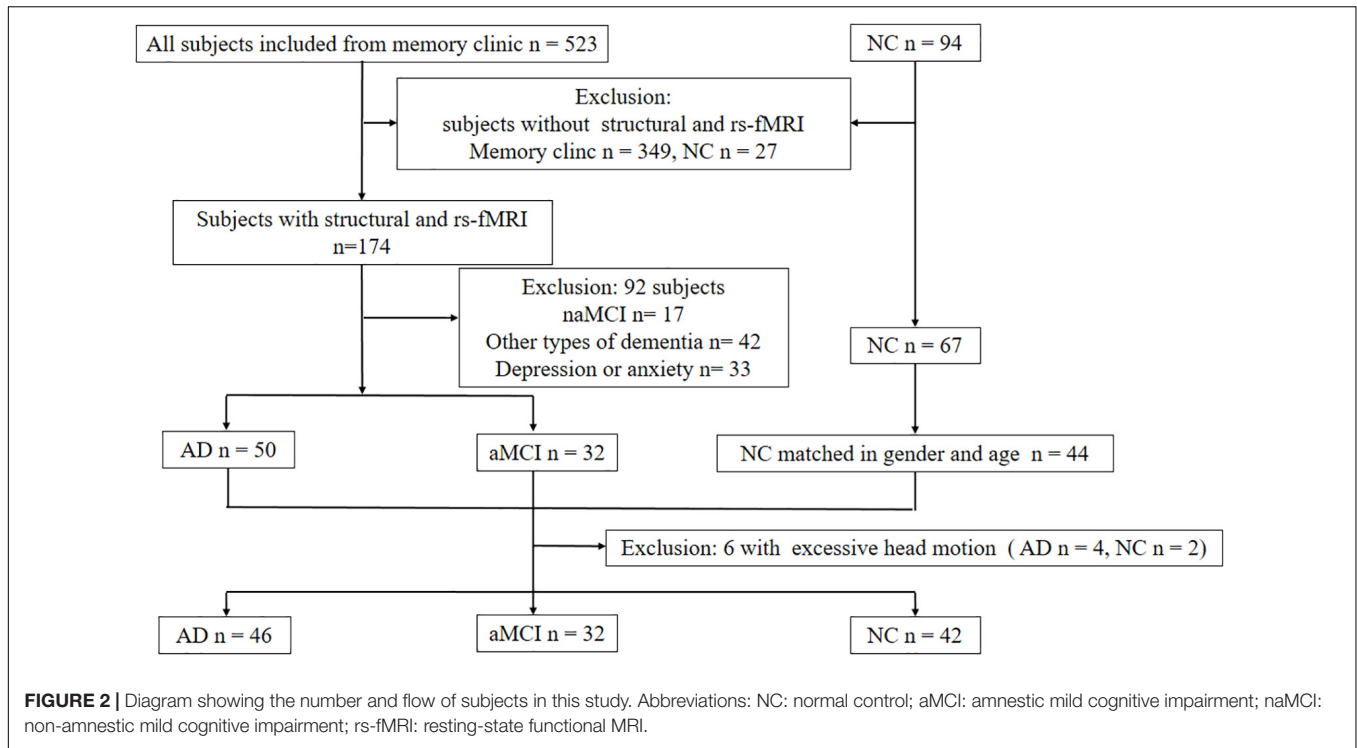 All subjects included from memory clinic n = 523
NC n = 94
Exclusion:
subjects without structural and rs-fMRI
Memory clinc n = 349, NC n = 27
Subjects with structural and rs-fMRI
n=174
Exclusion: 92 subjects
naMCI n= 17
Other types of dementia n= 42
Depression or anxiety n= 33
NC n = 67
AD n = 50
aMCI n = 32
NC matched in gender and age n = 44
Exclusion: 6 with excessive head motion ( AD n = 4, NC n = 2)
AD n = 46
aMCI n = 32
NC n = 42
FIGURE 2 | Diagram showing the number and flow of subjects in this study. Abbreviations: NC: normal control; aMCI: amnestic mild cognitive impairment; naMCI:
non-amnestic mild cognitive impairment; rs-fMRI: resting-state functional MRI.